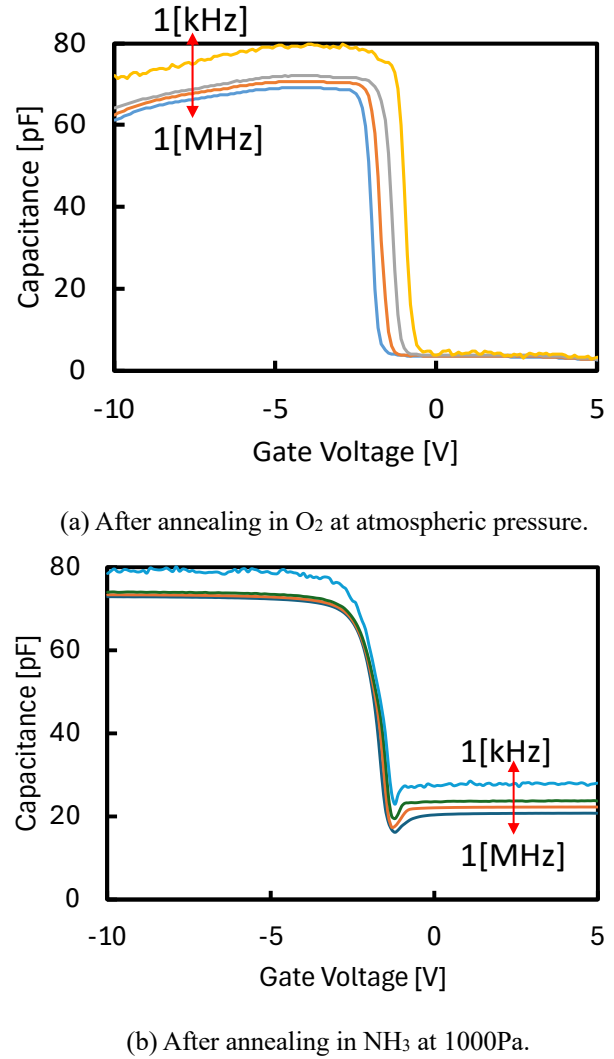 1[kHz]
80
60
1[MHz]
40
20
0
-10 -5 0 5
Capacitance [pF]
Gate Voltage [V]
(a) After annealing in O₂ at atmospheric pressure.
80
60
40
1[kHz]
20
1[MHz]
0
-10 -5 0 5
Capacitance [pF]
Gate Voltage [V]
(b) After annealing in NH₃ at 1000Pa.